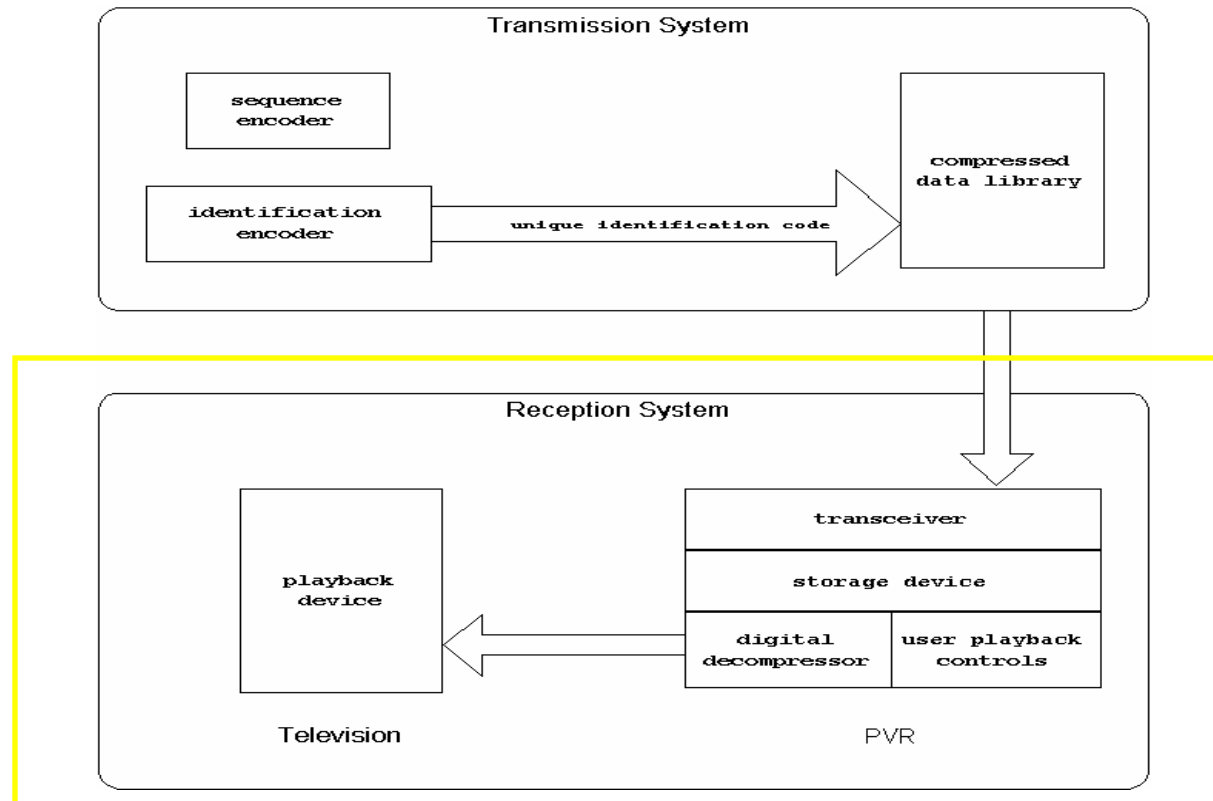 Transmission System
sequence
encoder
compressed
data library
identification
encoder
unique identification code
Reception System
transceiver
playback
device
storage device
digital
decompressor
user playback
controls
Television
PVR